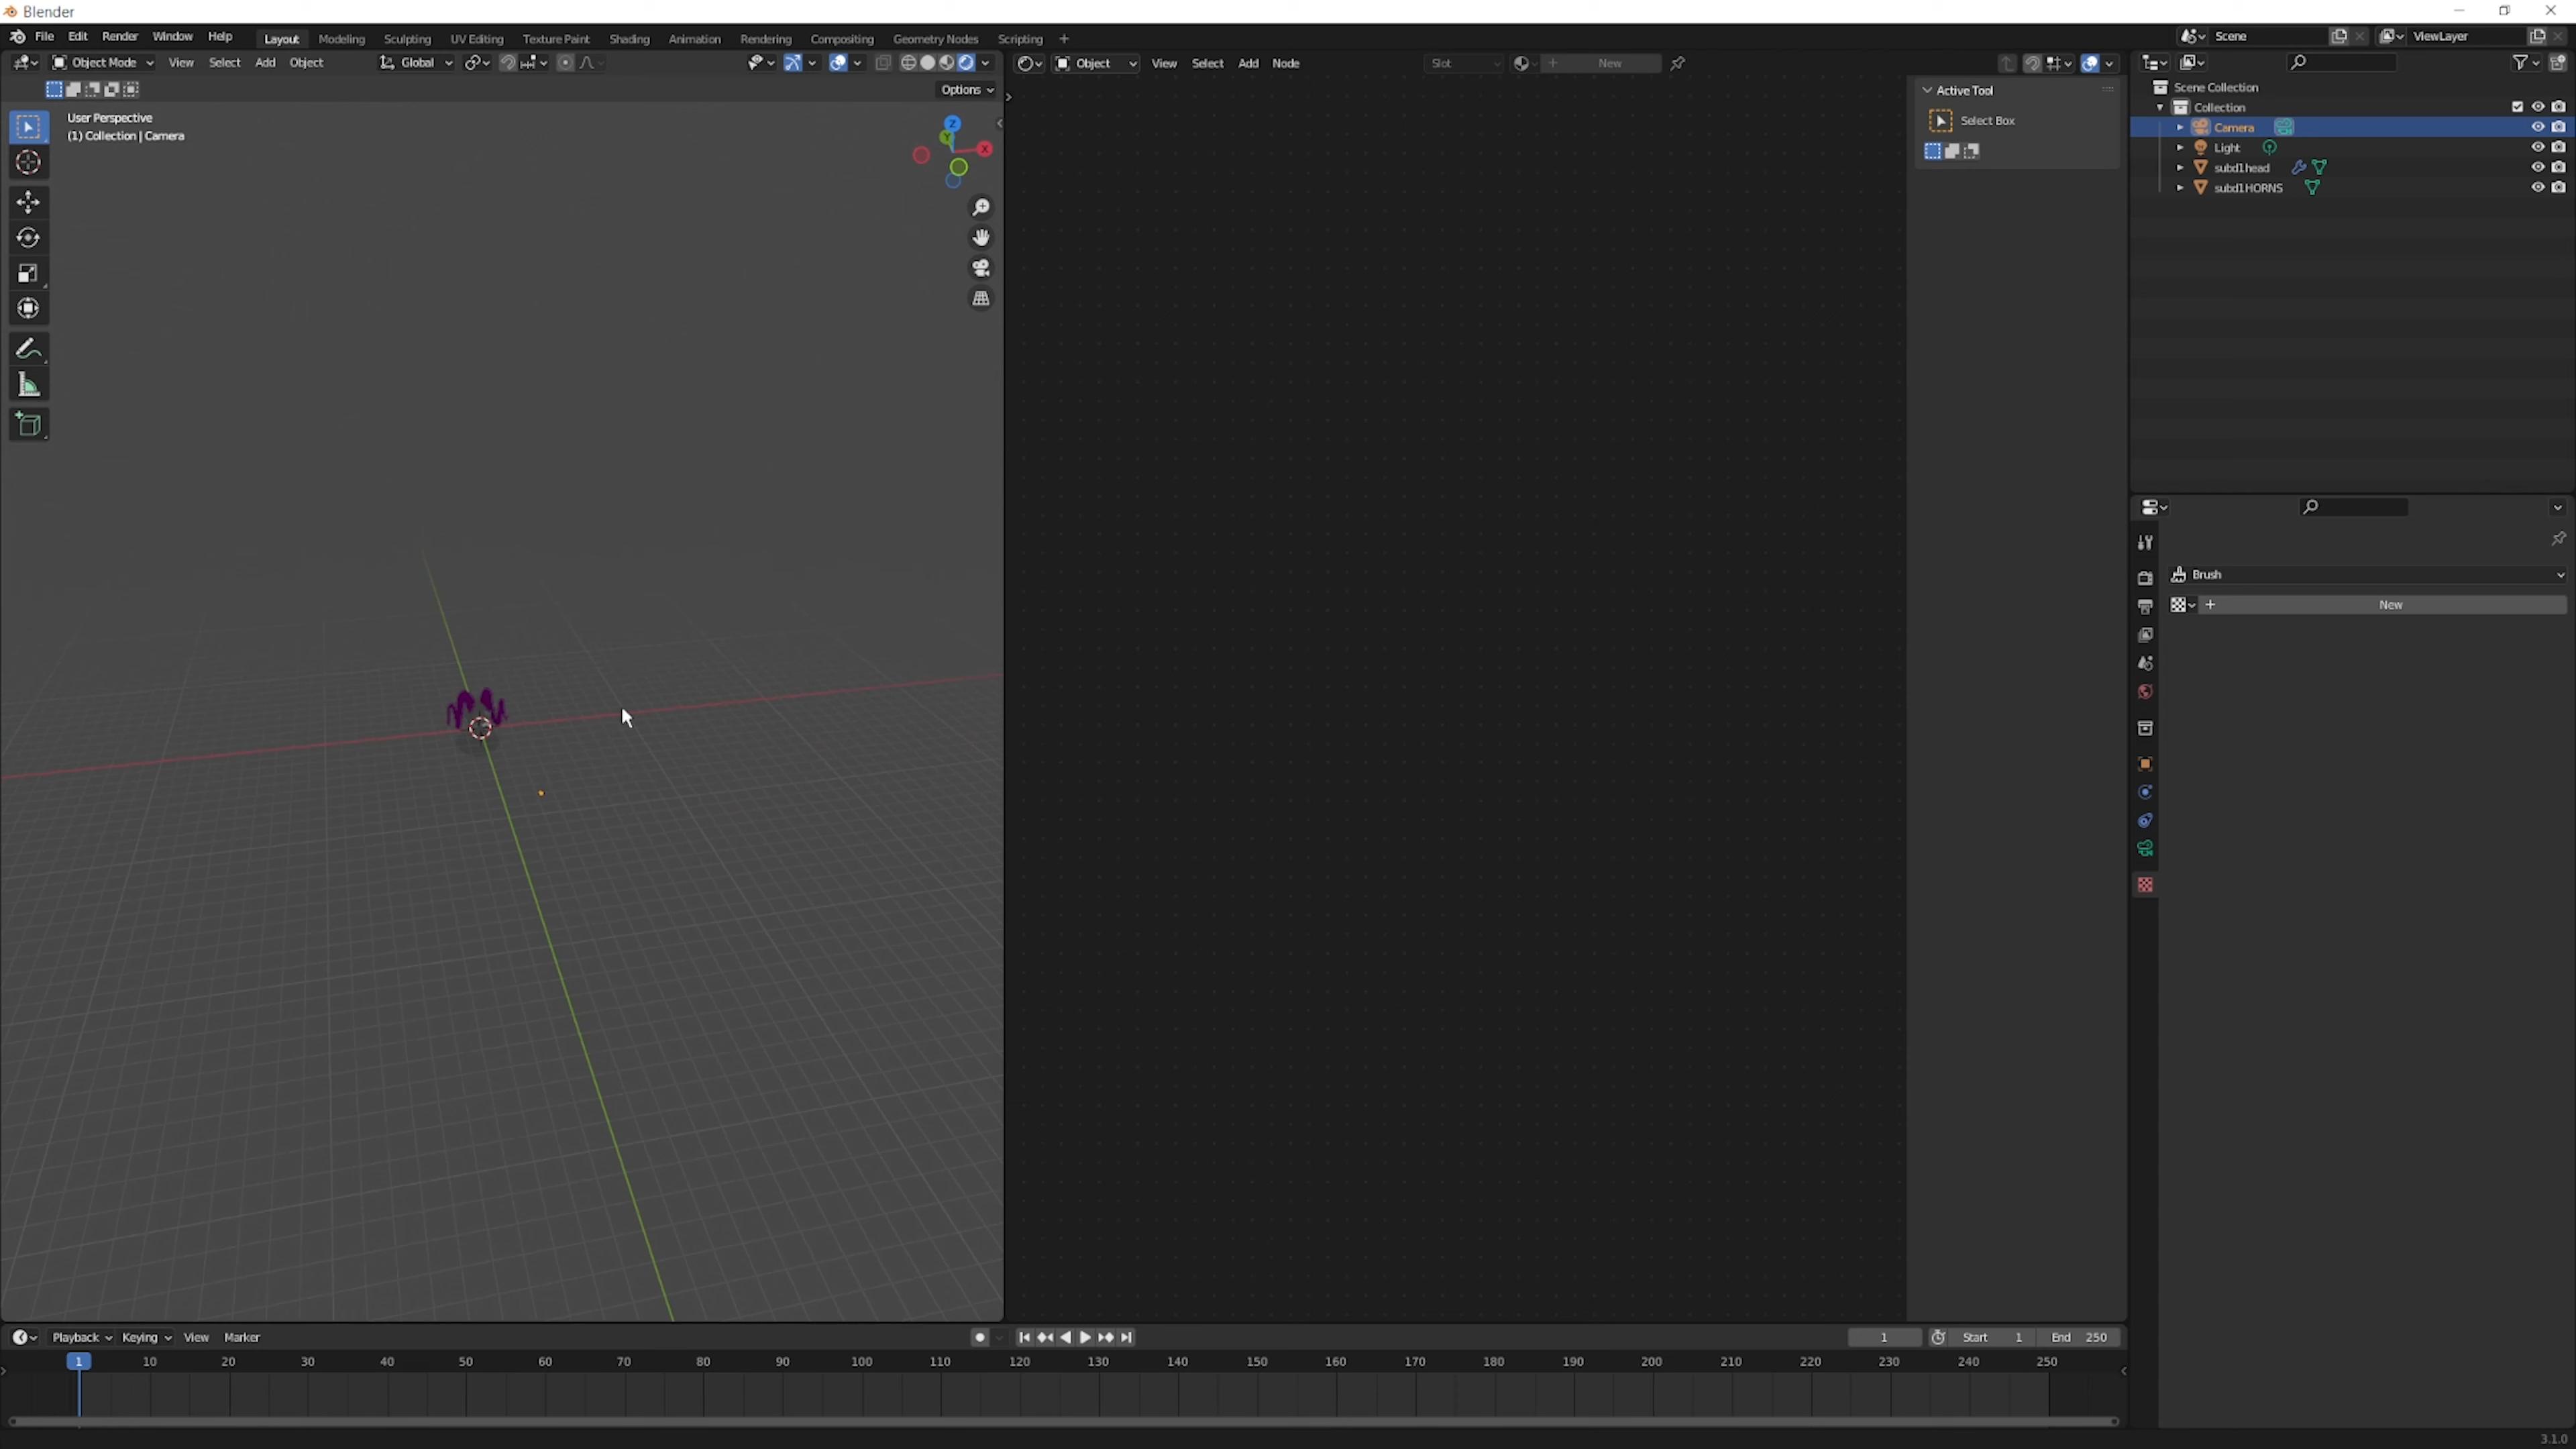 Blender
File Edit Render Window Help Layout Modeling Sculpting UV Editing Texture Paint Shading Animation Rendering Compositing Geometry Nodes Scripting + Scene ViewLayer
Object Mode View Select Add Object Global Object View Select Add Node Slot New
Options
User Perspective
(1) Collection | Camera
Z
Y
X
Active Tool
Select Box
Scene Collection
Collection
Camera
Light
subd1head
subd1HORNS
Brush
New
Playback Keying View Marker 1 Start 1 End 250
1 10 20 30 40 50 60 70 80 90 100 110 120 130 140 150 160 170 180 190 200 210 220 230 240 250
3.1.0